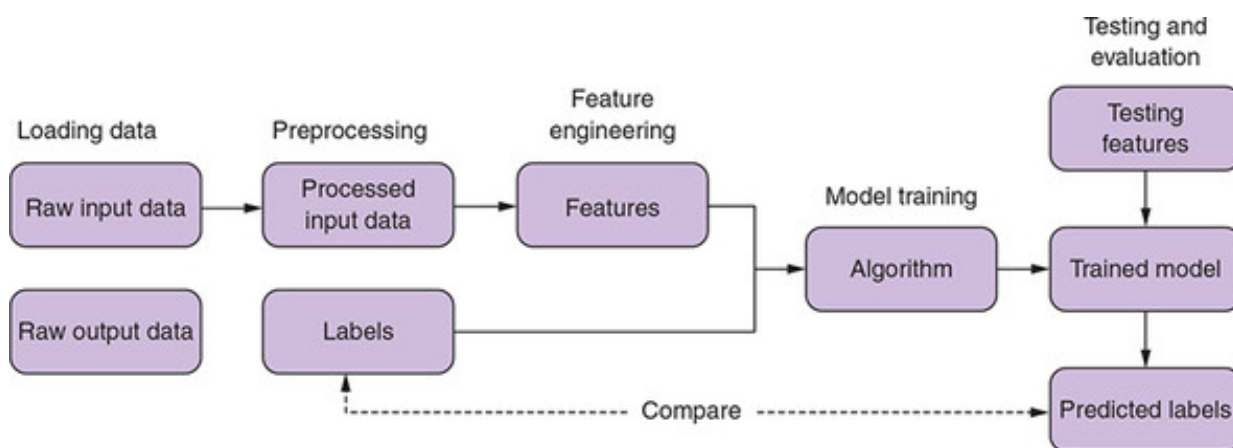 Testing and
evaluation
Testing
features
Feature
engineering
Loading data
Preprocessing
Raw input data
Processed
input data
Features
Model training
Algorithm
Trained model
Raw output data
Labels
Compare
Predicted labels